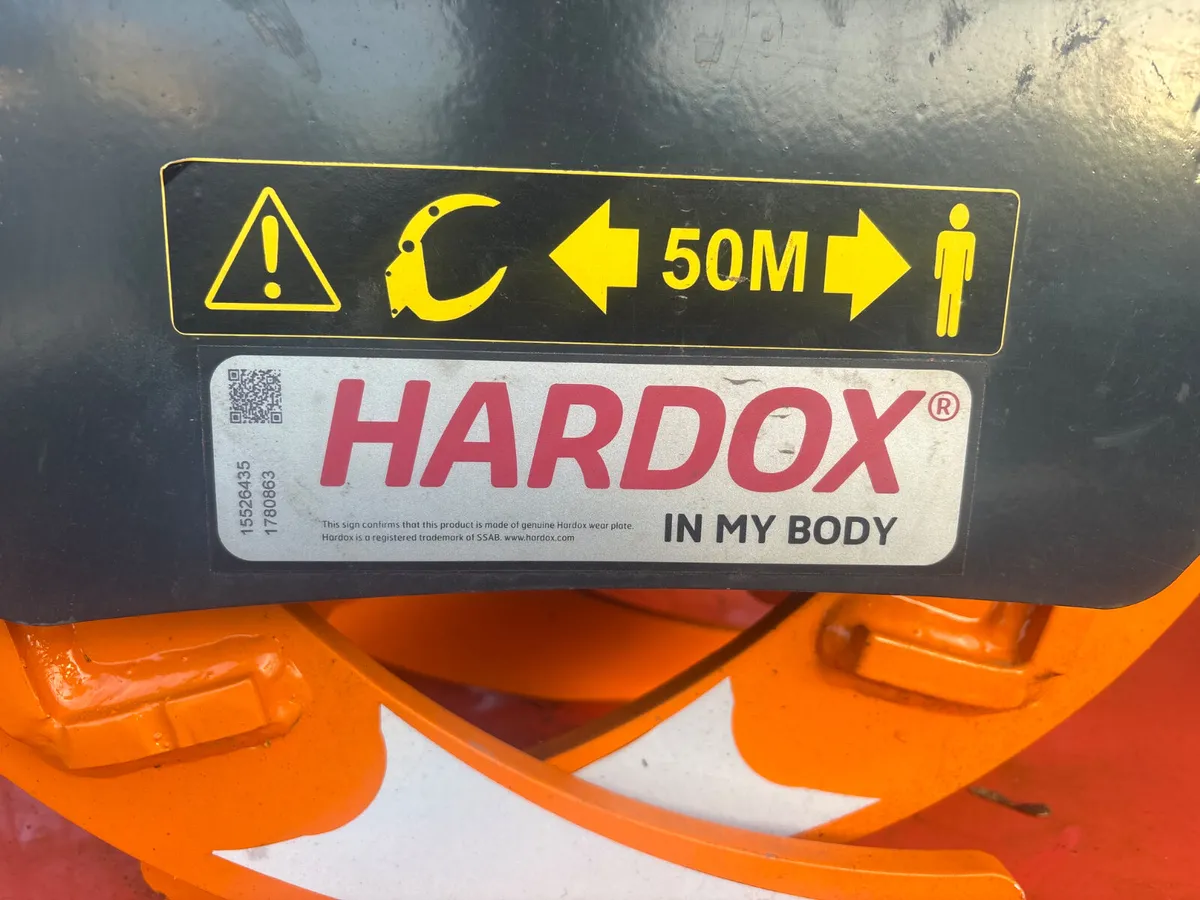 50M
HARDOX®
15526435
1780863
This sign confirms that this product is made of genuine Hardox wear plate.
Hardox is a registered trademark of SSAB. www.hardox.com
IN MY BODY